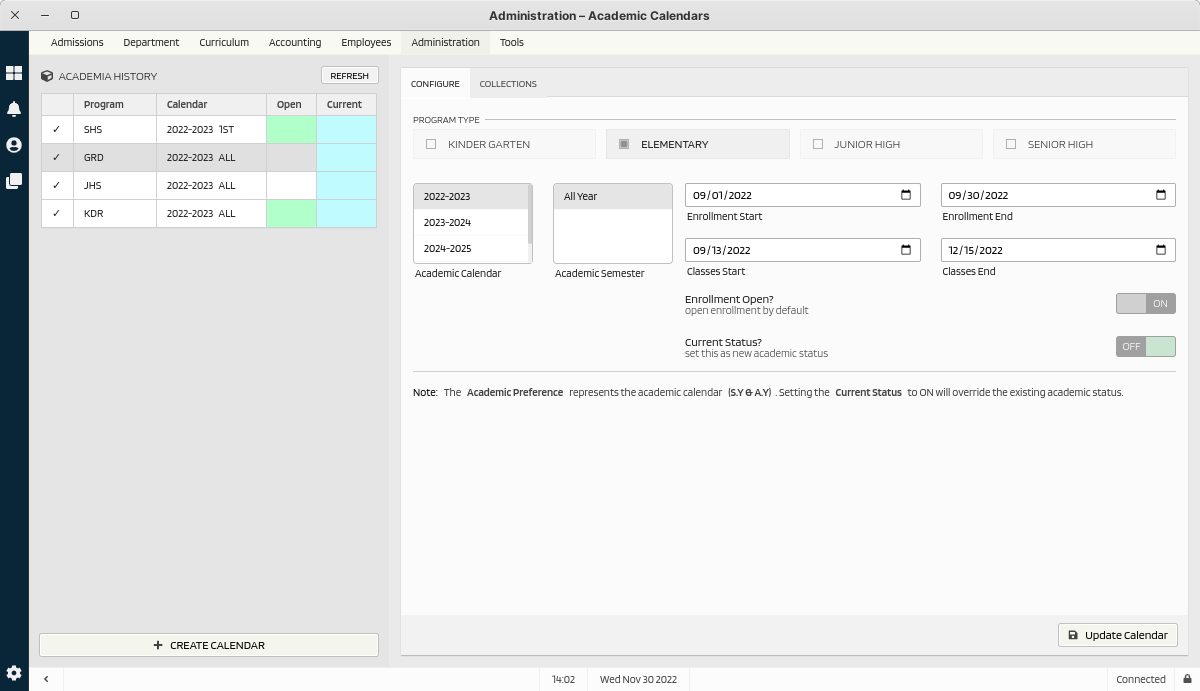 Administration – Academic Calendars
Admissions Department Curriculum Accounting Employees Administration Tools
ACADEMIA HISTORY REFRESH
Program Calendar Open Current
✓ SHS 2022-2023 1ST
✓ GRD 2022-2023 ALL
✓ JHS 2022-2023 ALL
✓ KDR 2022-2023 ALL
CREATE CALENDAR
CONFIGURE COLLECTIONS
PROGRAM TYPE
KINDER GARTEN ELEMENTARY JUNIOR HIGH SENIOR HIGH
2022-2023
2023-2024
2024-2025
Academic Calendar
All Year
Academic Semester
09/01/2022
Enrollment Start
09/30/2022
Enrollment End
09/13/2022
Classes Start
12/15/2022
Classes End
Enrollment Open?
open enrollment by default
ON
Current Status?
set this as new academic status
OFF
Note: The Academic Preference represents the academic calendar (S.Y & A.Y) . Setting the Current Status to ON will override the existing academic status.
Update Calendar
14:02 Wed Nov 30 2022 Connected